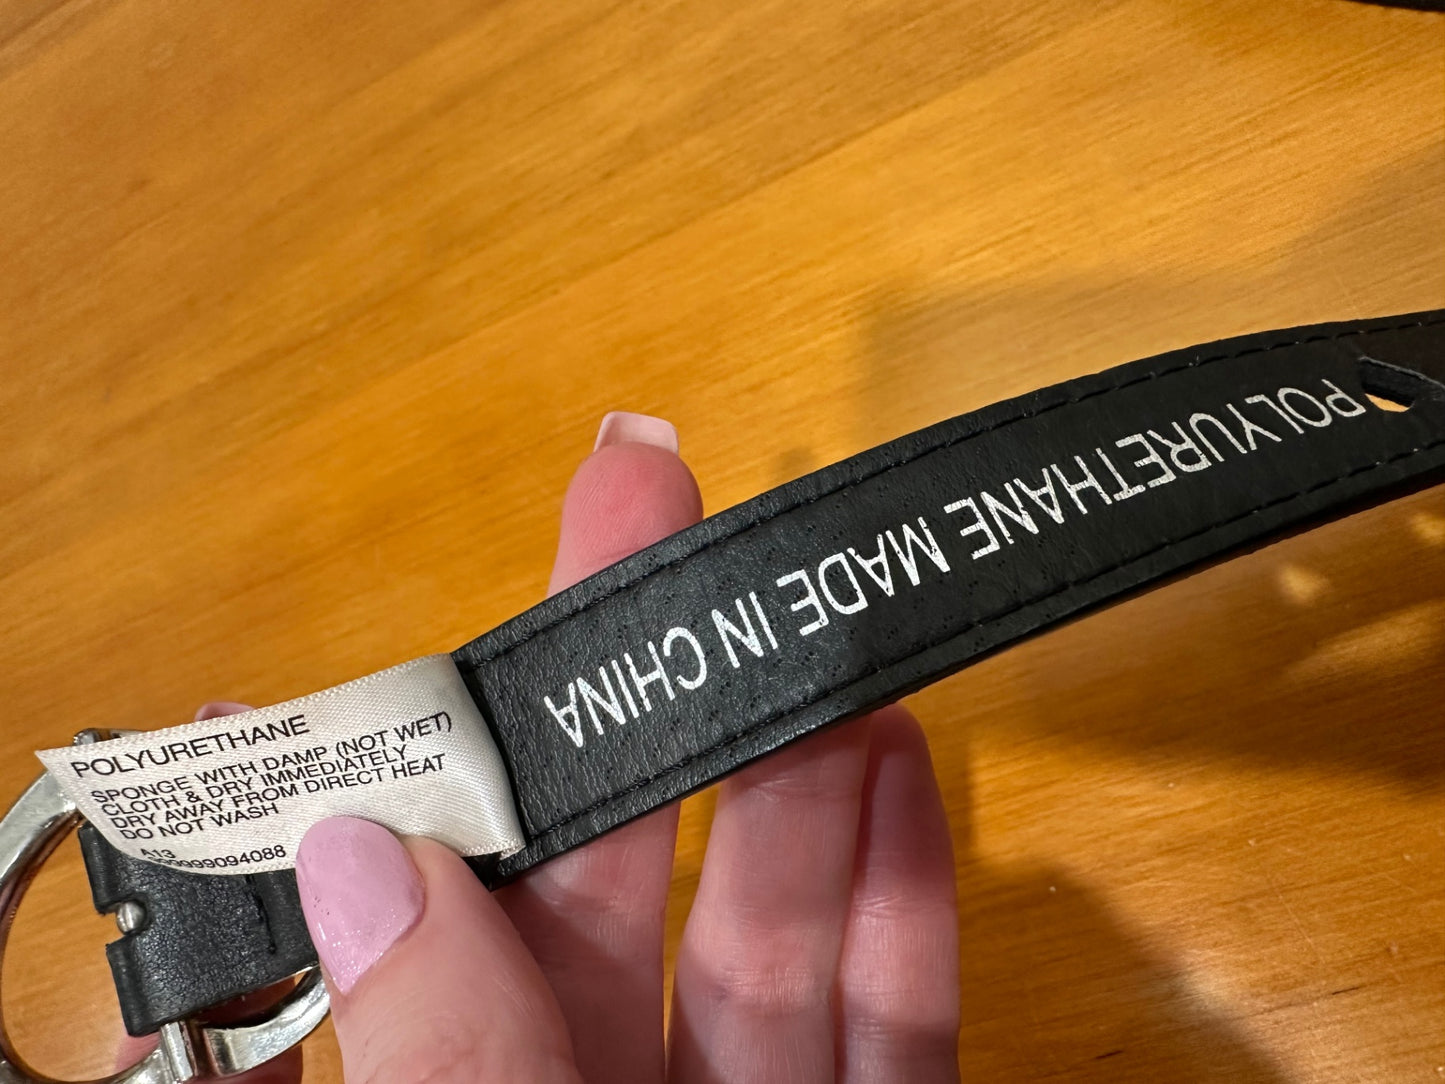 POLYURETHANE
SPONGE WITH DAMP (NOT WET)
CLOTH & DRY IMMEDIATELY
DRY AWAY FROM DIRECT HEAT
DO NOT WASH
A13
POLYURETHANE MADE IN CHINA